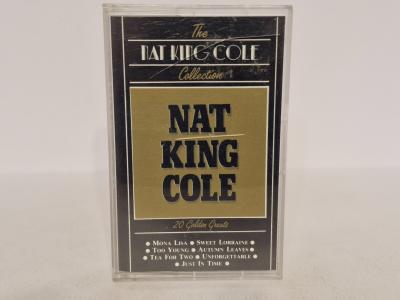 The
NAT KING COLE
Collection
NAT
KING
COLE
20 Golden Greats
• MONA LISA • SWEET LORRAINE •
• TOO YOUNG • AUTUMN LEAVES •
• TEA FOR TWO • UNFORGETTABLE •
• JUST IN TIME •